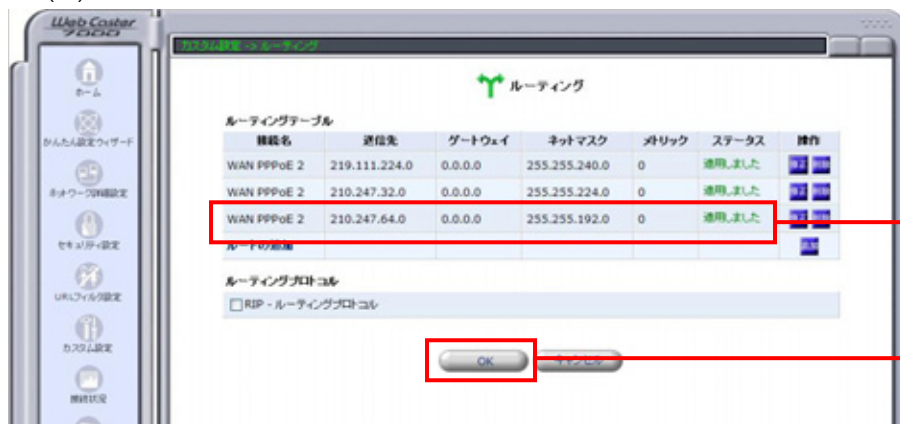 Web Caster
7000
カスタム設定 -> ルーティング
ホーム
かんたん設定ウィザード
ネットワーク詳細設定
セキュリティ設定
URLフィルタ設定
カスタム設定
接続状況
ルーティング
ルーティングテーブル
接続名 送信先 ゲートウェイ ネットマスク メトリック ステータス 操作
WAN PPPoE 2 219.111.224.0 0.0.0.0 255.255.240.0 0 適用しました
WAN PPPoE 2 210.247.32.0 0.0.0.0 255.255.224.0 0 適用しました
WAN PPPoE 2 210.247.64.0 0.0.0.0 255.255.192.0 0 適用しました
ルートの追加 追加
ルーティングプロトコル
RIP - ルーティングプロトコル
OK キャンセル